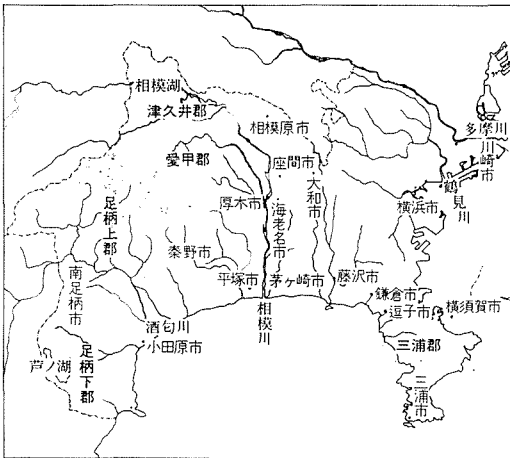 相模湖
津久井郡
相模原市
多摩川
川崎市
愛甲郡
座間市
大和市
鶴見川
横浜市
厚木市
海老名市
足柄上郡
秦野市
平塚市
茅ヶ崎市
藤沢市
鎌倉市
逗子市
横須賀市
南足柄市
酒匂川
相模川
小田原市
三浦郡
芦ノ湖
足柄下郡
三浦市